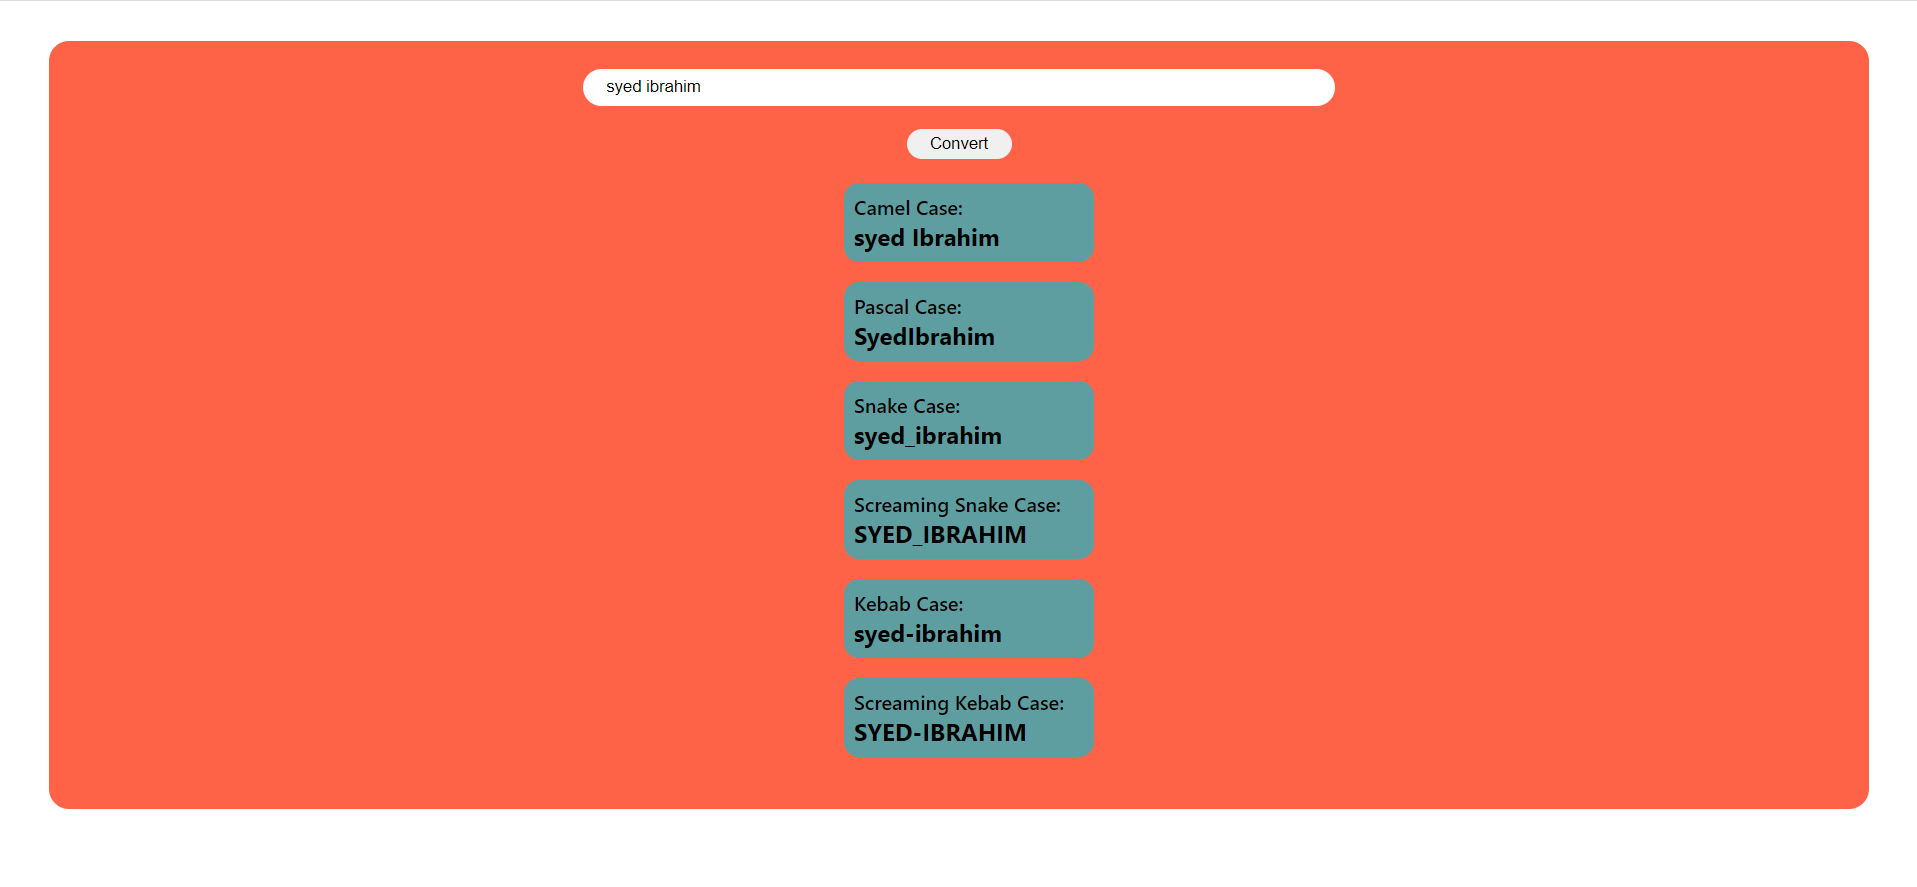 syed ibrahim
Convert
Camel Case:
syed Ibrahim
Pascal Case:
SyedIbrahim
Snake Case:
syed_ibrahim
Screaming Snake Case:
SYED_IBRAHIM
Kebab Case:
syed-ibrahim
Screaming Kebab Case:
SYED-IBRAHIM